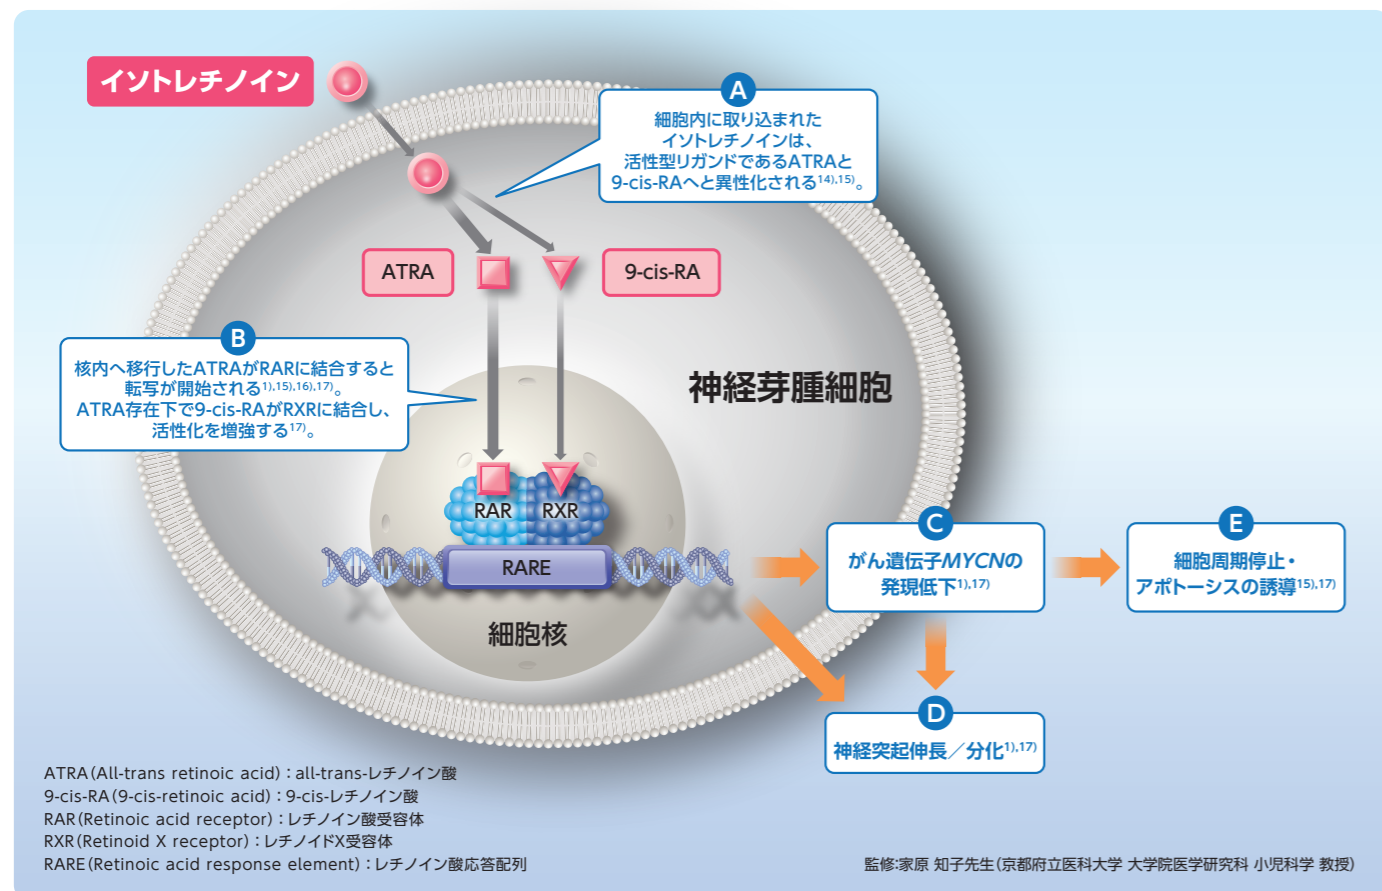 イソトレチノイン
A
細胞内に取り込まれた
イソトレチノインは、
活性型リガンドであるATRAと
9-cis-RAへと異性化される14),15)。
ATRA
9-cis-RA
B
核内へ移行したATRAがRARに結合すると
転写が開始される1),15),16),17)。
ATRA存在下で9-cis-RAがRXRに結合し、
活性化を増強する17)。
神経芽腫細胞
RAR
RXR
RARE
細胞核
C
がん遺伝子MYCNの
発現低下1),17)
E
細胞周期停止・
アポトーシスの誘導15),17)
D
神経突起伸長／分化1),17)
ATRA(All-trans retinoic acid)：all-trans-レチノイン酸
9-cis-RA(9-cis-retinoic acid)：9-cis-レチノイン酸
RAR(Retinoic acid receptor)：レチノイン酸受容体
RXR(Retinoid X receptor)：レチノイドX受容体
RARE(Retinoic acid response element)：レチノイン酸応答配列
監修:家原 知子先生(京都府立医科大学 大学院医学研究科 小児科学 教授)